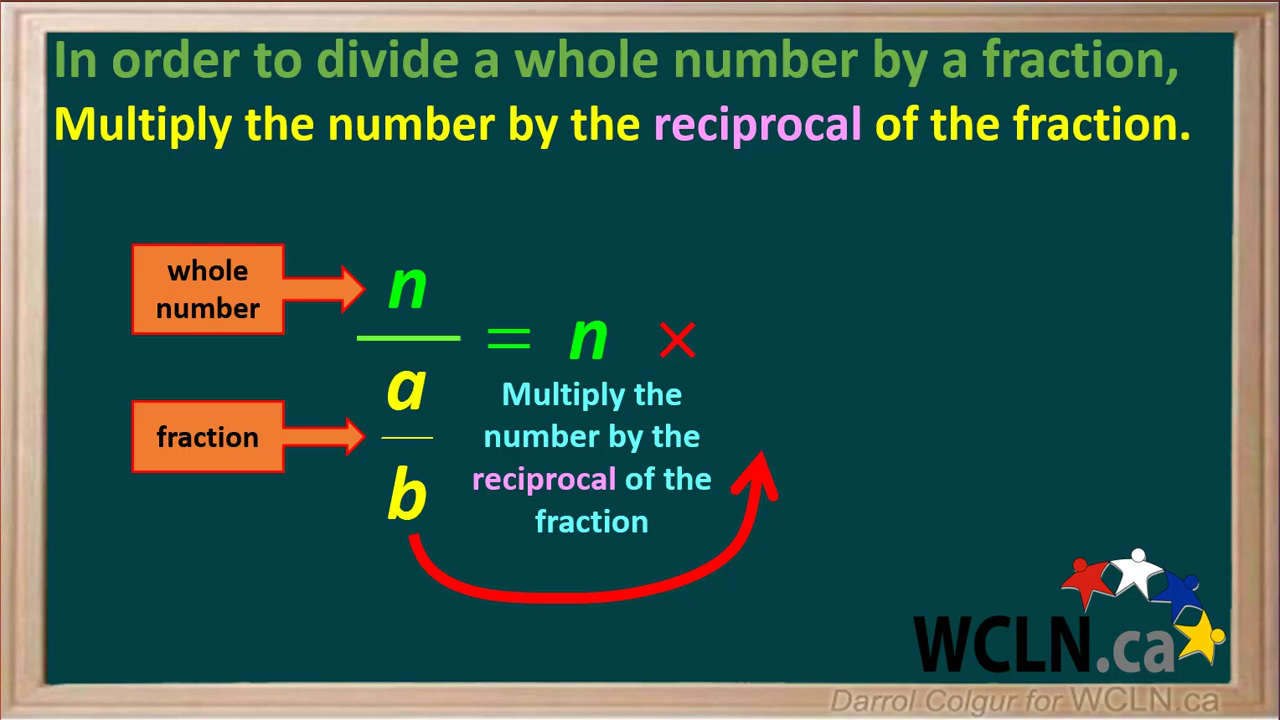 In order to divide a whole number by a fraction,
Multiply the number by the reciprocal of the fraction.
whole
number
n
= n ×
fraction
a
b
Multiply the
number by the
reciprocal of the
fraction
WCLN.ca
Darrol Colgur for WCLN.ca